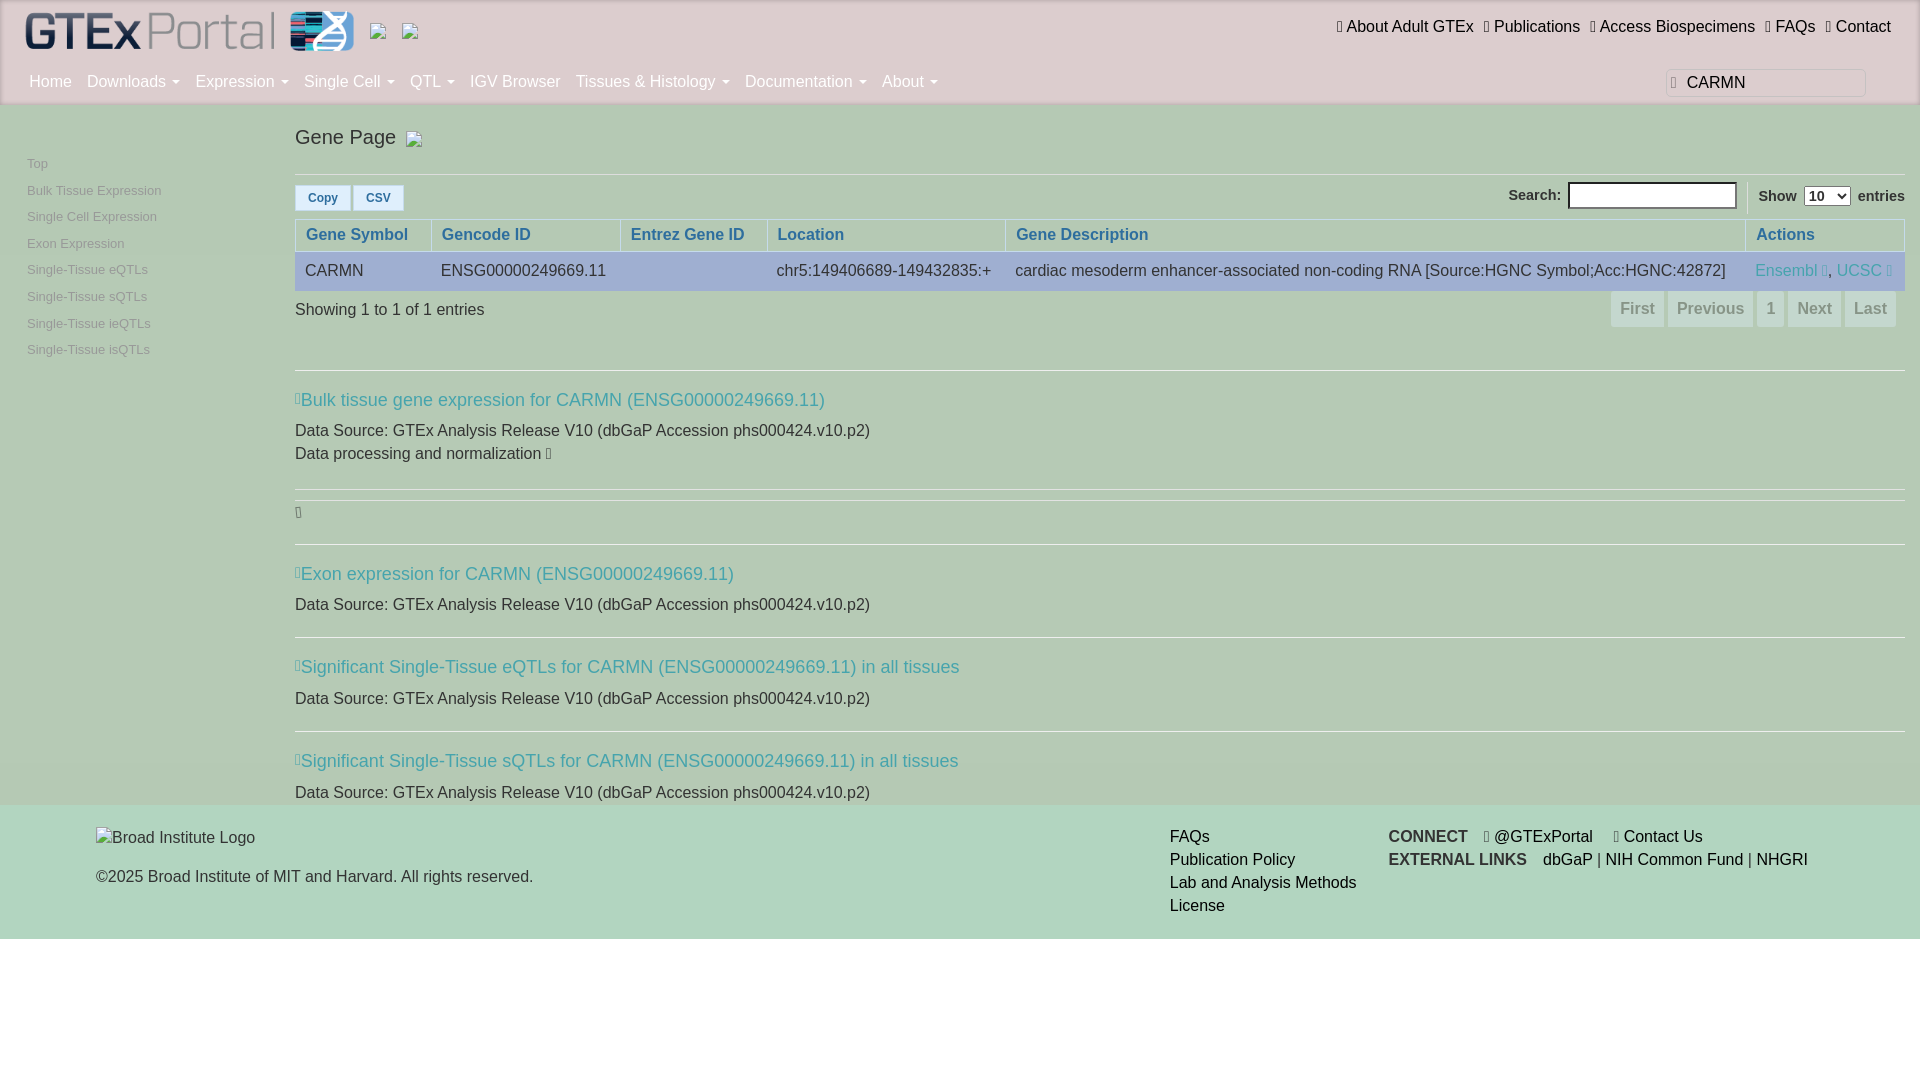 GTEx Portal
About Adult GTEx Publications Access Biospecimens FAQs Contact
Home Downloads Expression Single Cell QTL IGV Browser Tissues & Histology Documentation About
CARMN
Gene Page
Top
Bulk Tissue Expression
Single Cell Expression
Exon Expression
Single-Tissue eQTLs
Single-Tissue sQTLs
Single-Tissue ieQTLs
Single-Tissue isQTLs
Copy CSV
Search: Show 10 entries
Gene Symbol Gencode ID Entrez Gene ID Location Gene Description Actions
CARMN ENSG00000249669.11 chr5:149406689-149432835:+ cardiac mesoderm enhancer-associated non-coding RNA [Source:HGNC Symbol;Acc:HGNC:42872] Ensembl , UCSC
Showing 1 to 1 of 1 entries
First Previous 1 Next Last
Bulk tissue gene expression for CARMN (ENSG00000249669.11)
Data Source: GTEx Analysis Release V10 (dbGaP Accession phs000424.v10.p2)
Data processing and normalization
Exon expression for CARMN (ENSG00000249669.11)
Data Source: GTEx Analysis Release V10 (dbGaP Accession phs000424.v10.p2)
Significant Single-Tissue eQTLs for CARMN (ENSG00000249669.11) in all tissues
Data Source: GTEx Analysis Release V10 (dbGaP Accession phs000424.v10.p2)
Significant Single-Tissue sQTLs for CARMN (ENSG00000249669.11) in all tissues
Data Source: GTEx Analysis Release V10 (dbGaP Accession phs000424.v10.p2)
Broad Institute Logo
©2025 Broad Institute of MIT and Harvard. All rights reserved.
FAQs
Publication Policy
Lab and Analysis Methods
License
CONNECT @GTExPortal Contact Us
EXTERNAL LINKS dbGaP | NIH Common Fund | NHGRI